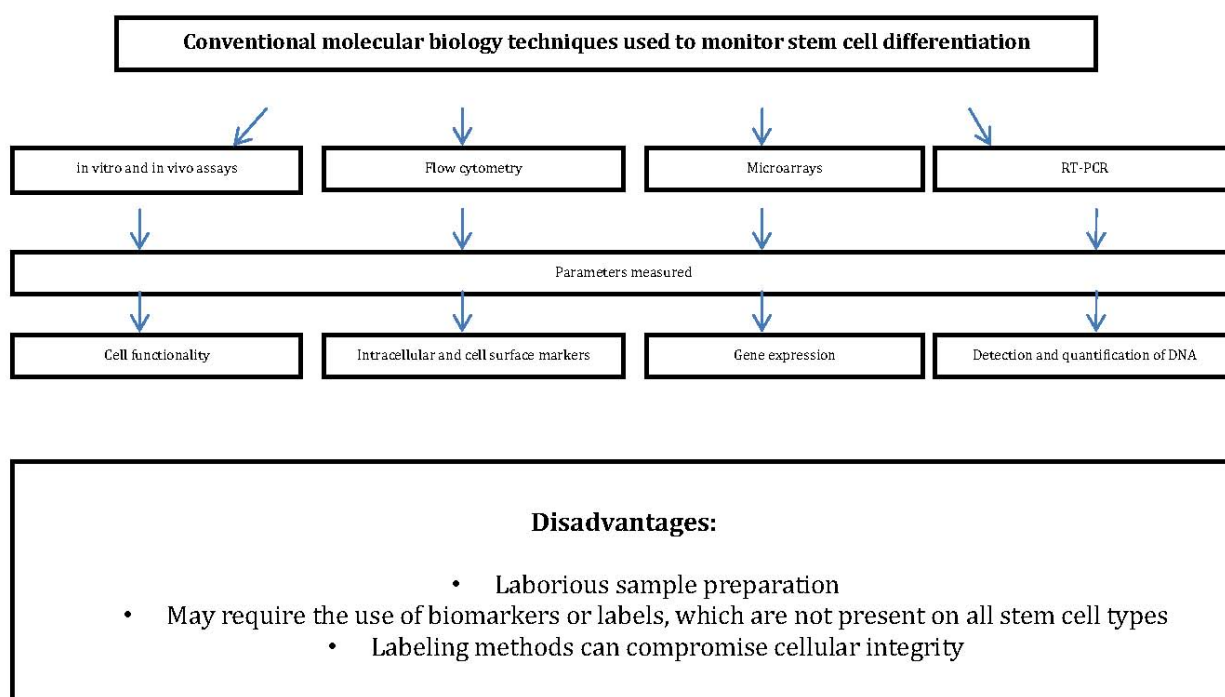 Conventional molecular biology techniques used to monitor stem cell differentiation
in vitro and in vivo assays
Flow cytometry
Microarrays
RT-PCR
Parameters measured
Cell functionality
Intracellular and cell surface markers
Gene expression
Detection and quantification of DNA
Disadvantages:
• Laborious sample preparation
• May require the use of biomarkers or labels, which are not present on all stem cell types
• Labeling methods can compromise cellular integrity